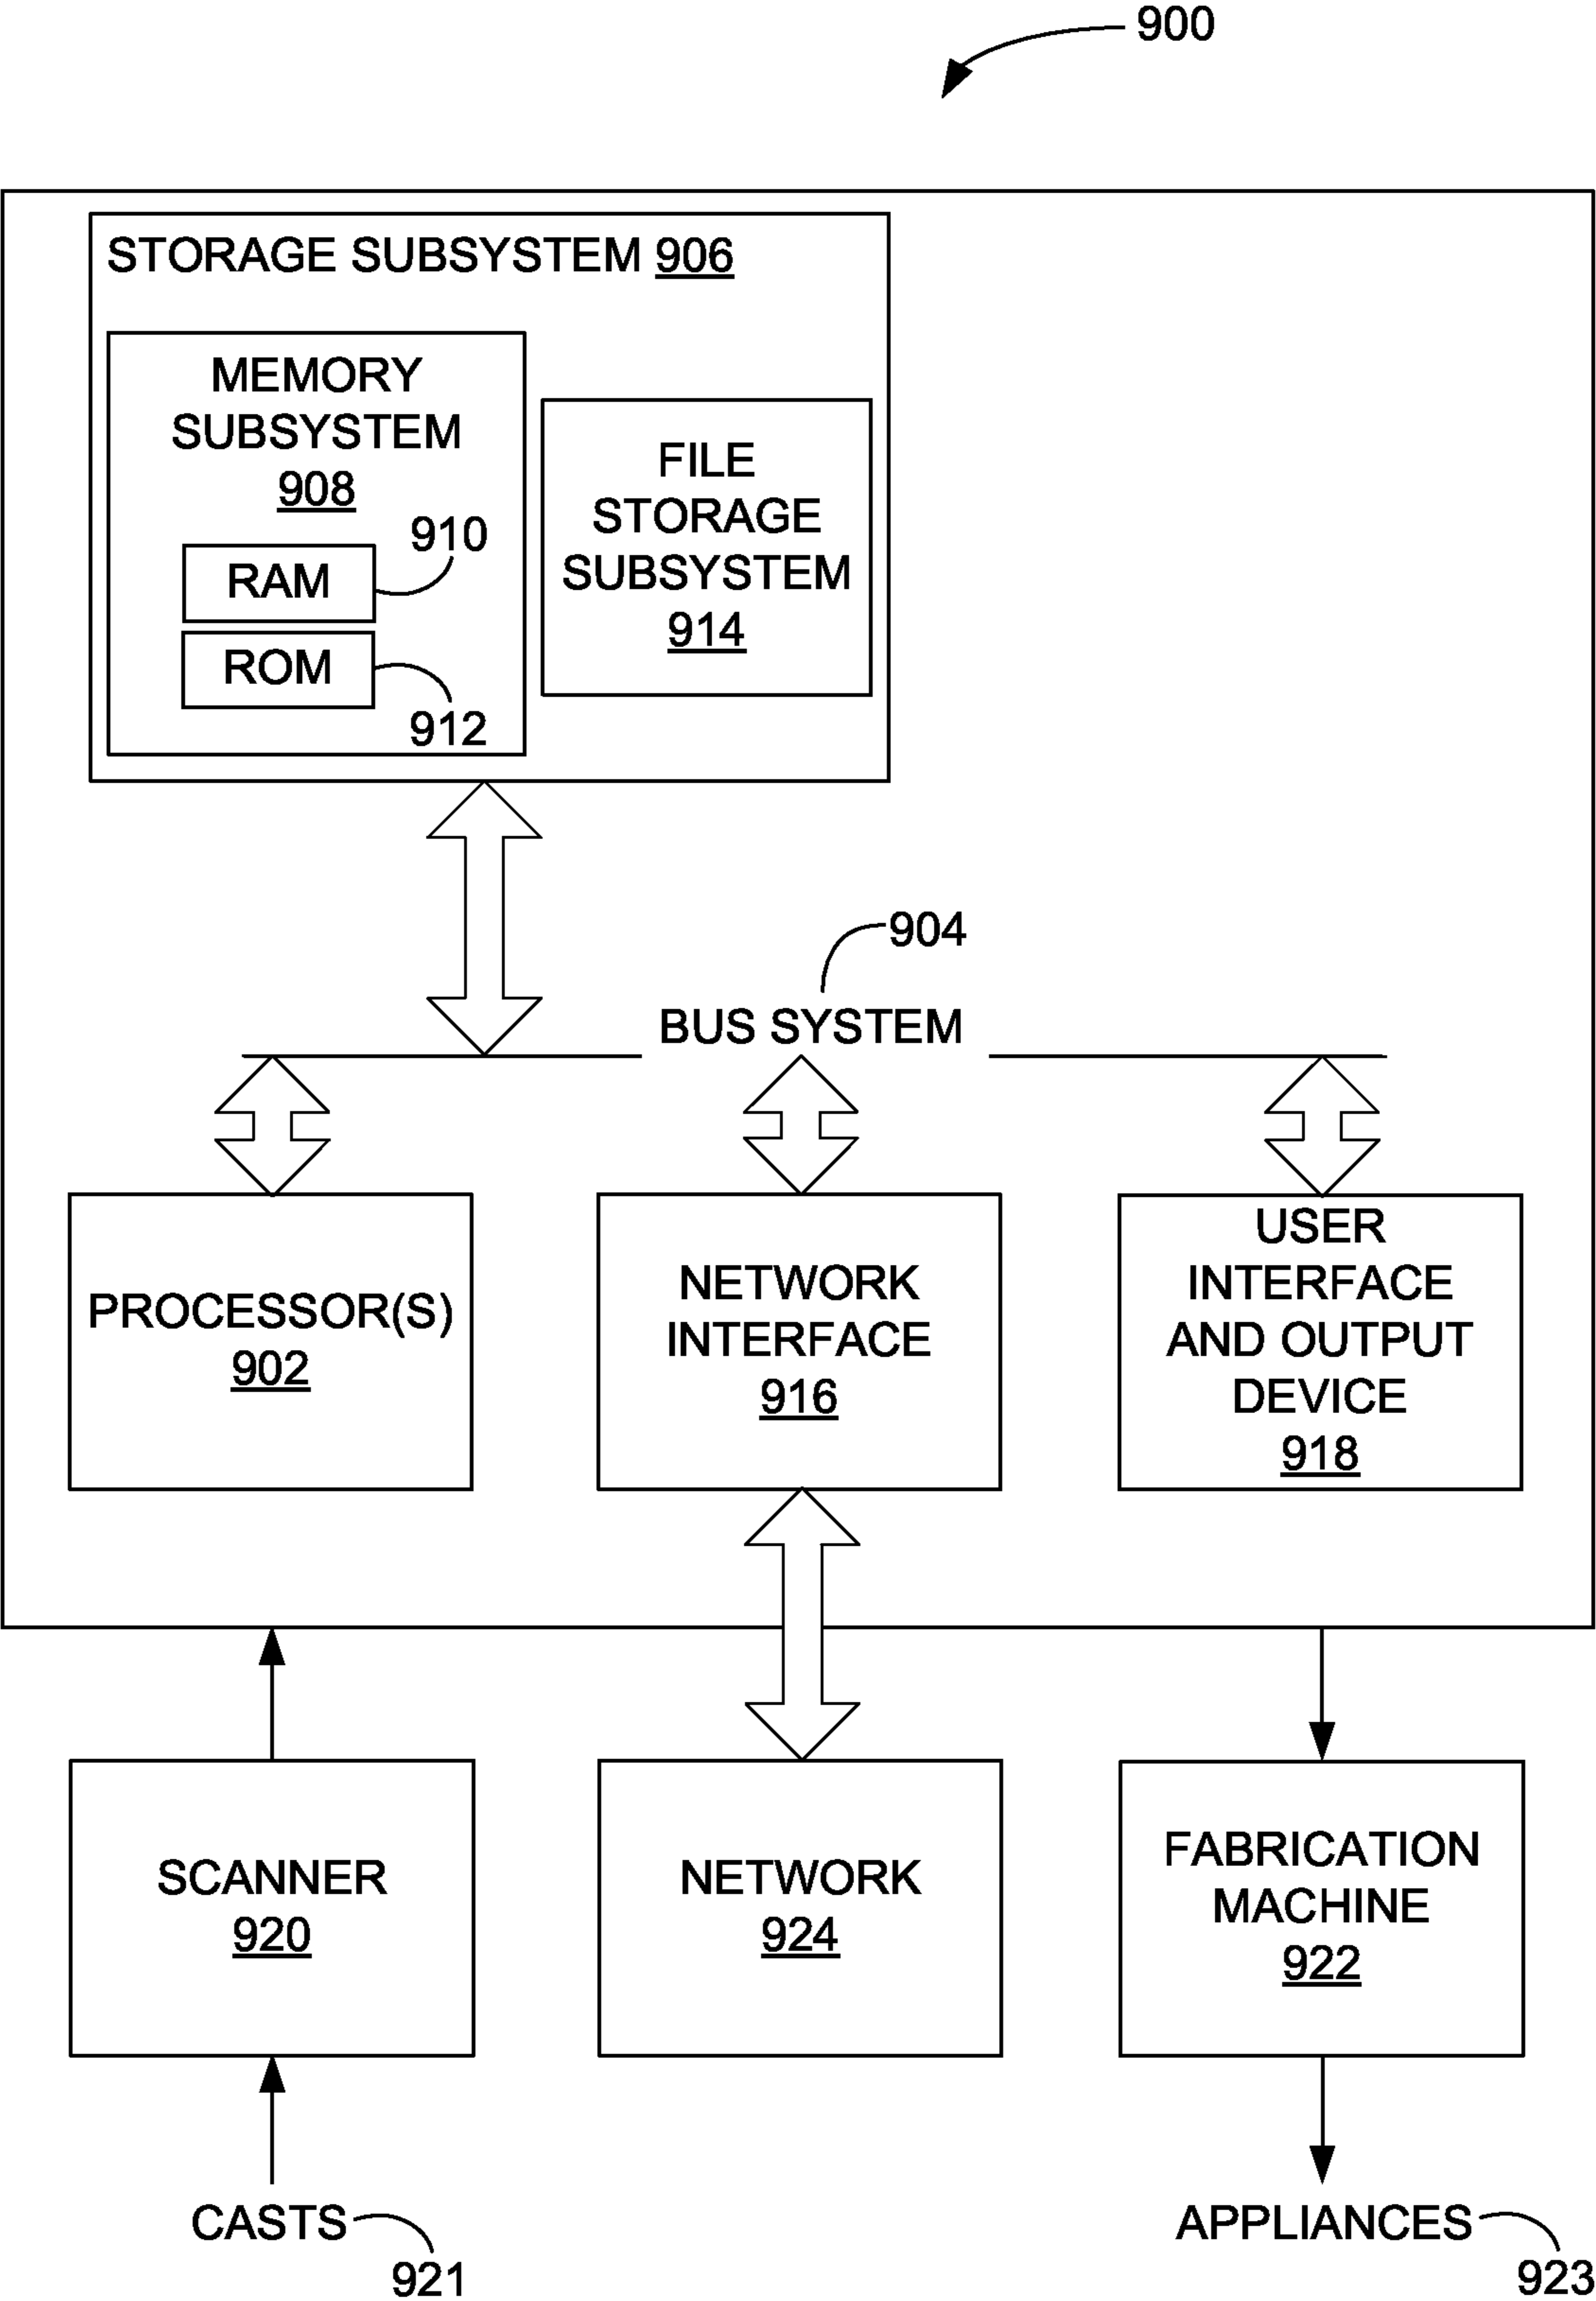 900
STORAGE SUBSYSTEM 906
MEMORY
SUBSYSTEM
908
910
RAM
ROM
912
FILE
STORAGE
SUBSYSTEM
914
904
BUS SYSTEM
PROCESSOR(S)
902
NETWORK
INTERFACE
916
USER
INTERFACE
AND OUTPUT
DEVICE
918
SCANNER
920
NETWORK
924
FABRICATION
MACHINE
922
CASTS
921
APPLIANCES
923